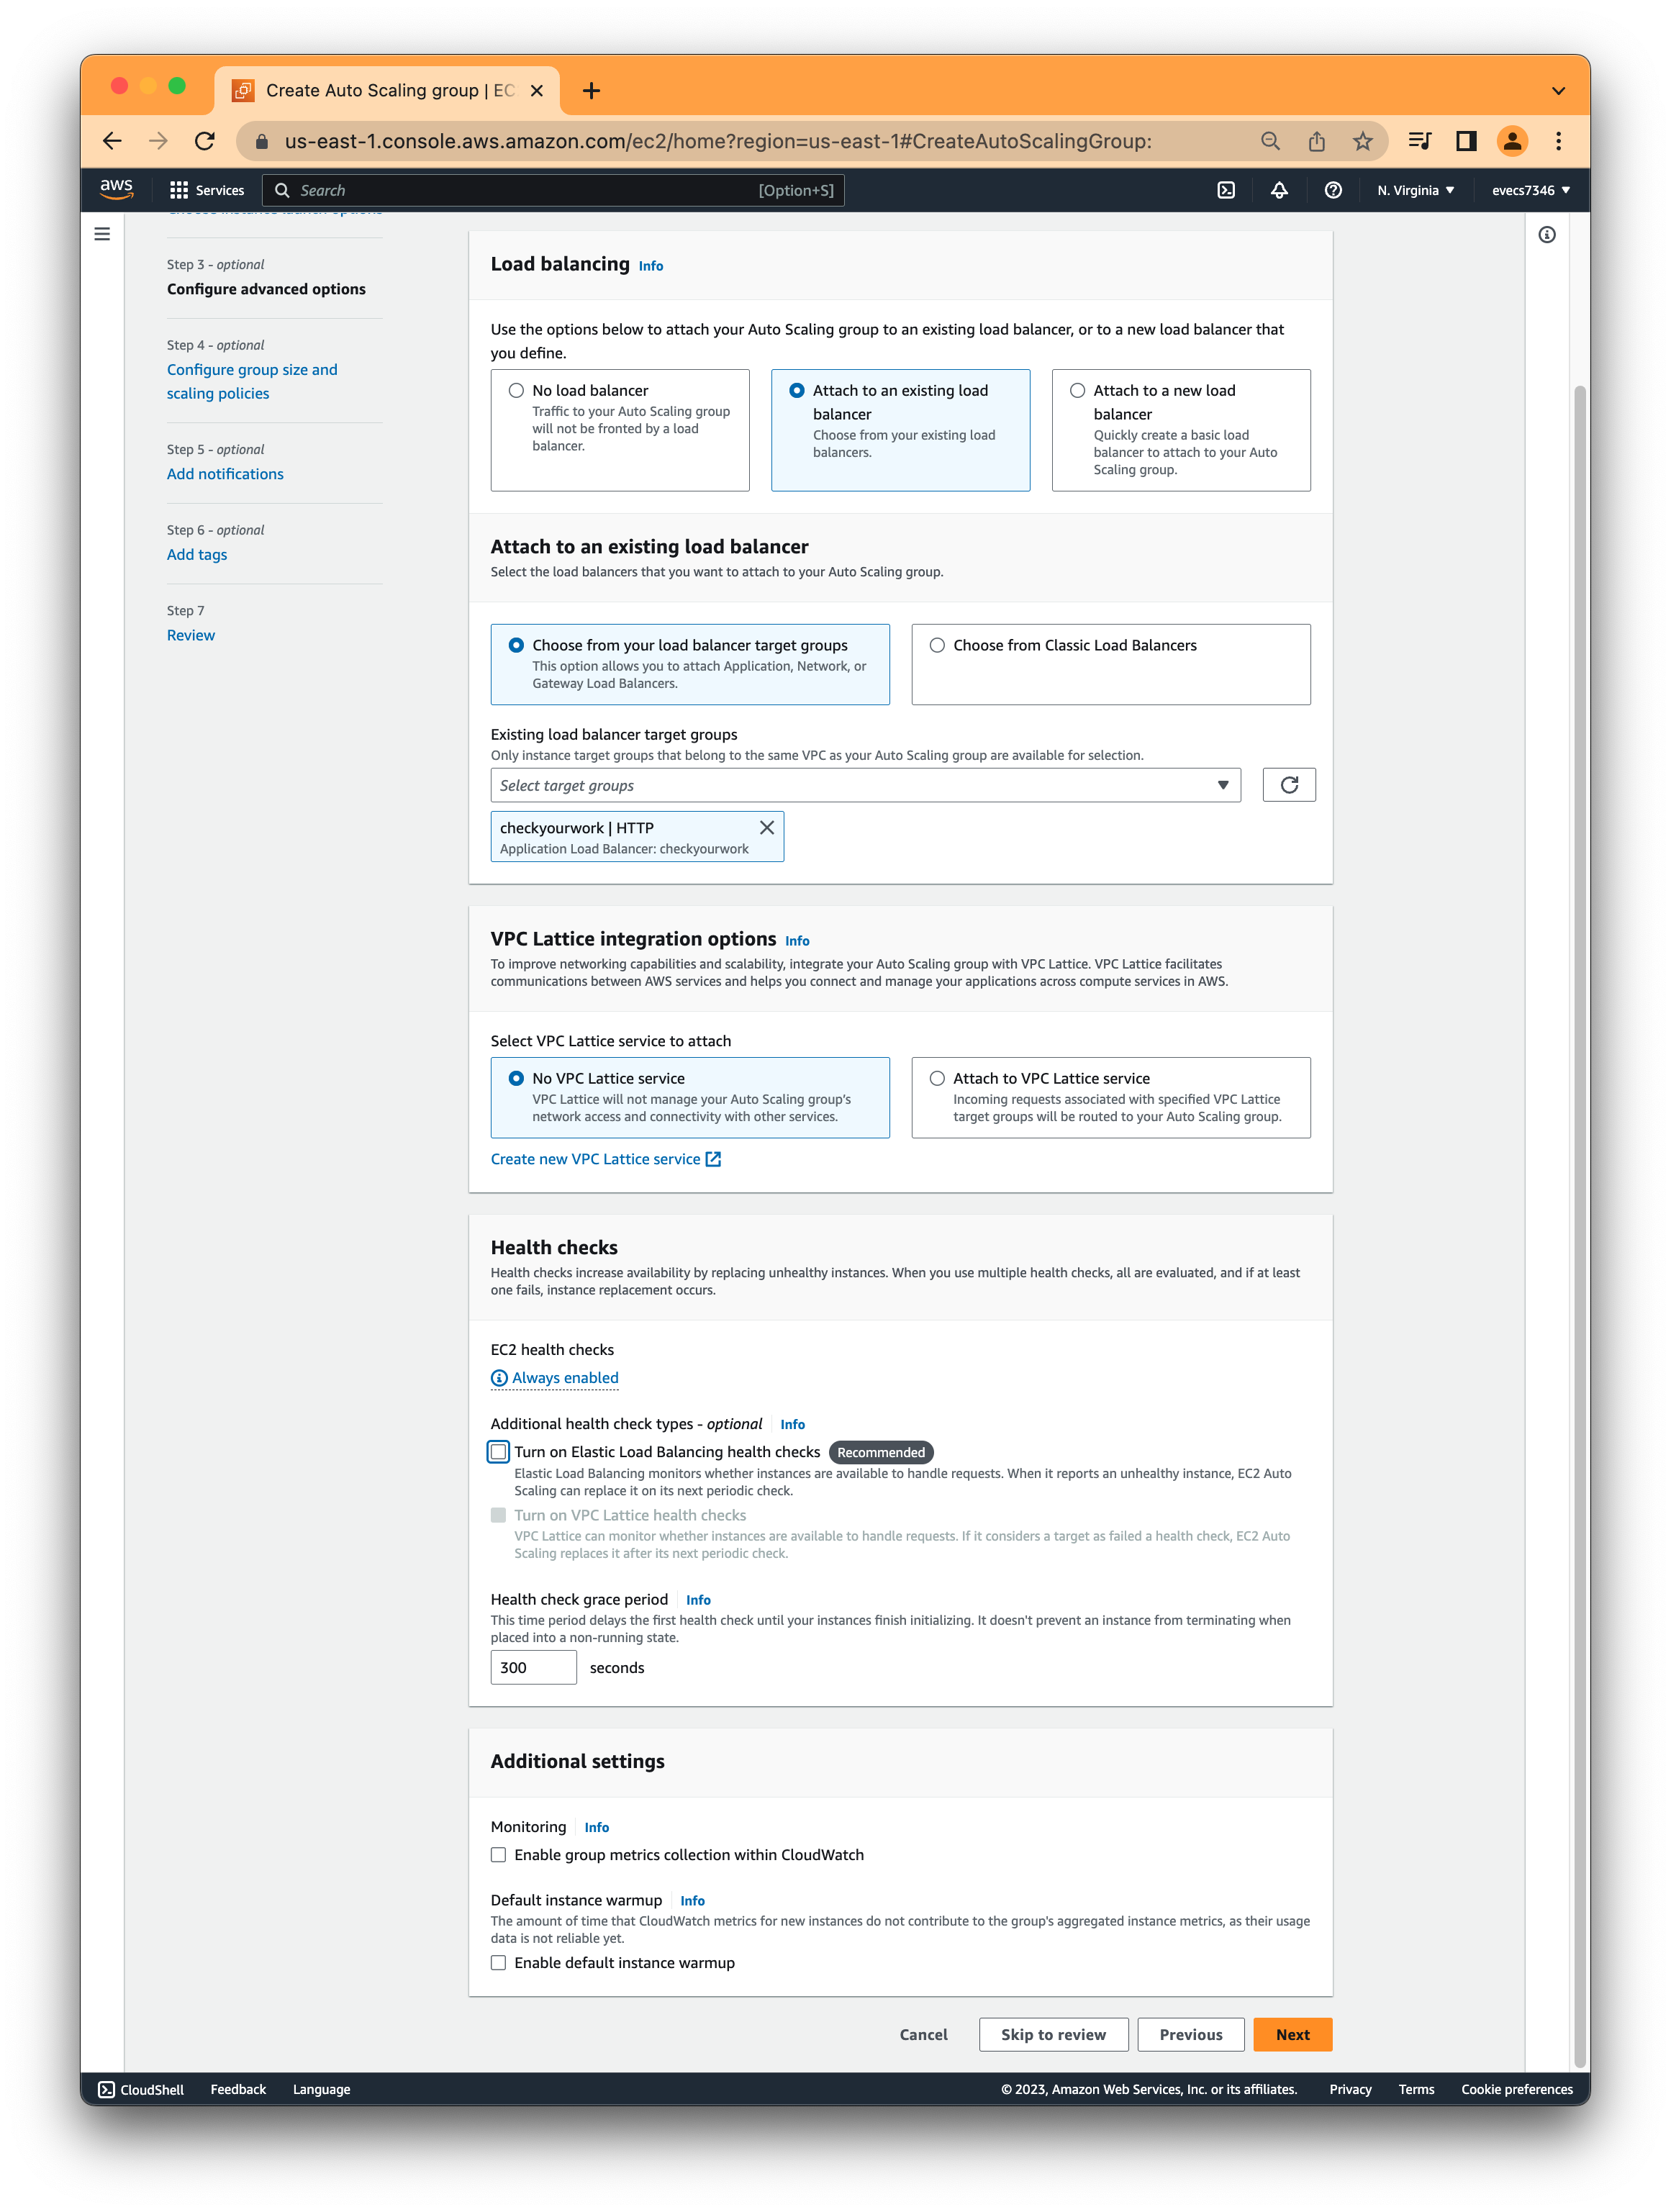 Create Auto Scaling group | EC
us-east-1.console.aws.amazon.com/ec2/home?region=us-east-1#CreateAutoScalingGroup:
aws
Services
Search
[Option+S]
N. Virginia
evecs7346
Choose instance launch options
Step 3 - optional
Configure advanced options
Step 4 - optional
Configure group size and
scaling policies
Step 5 - optional
Add notifications
Step 6 - optional
Add tags
Step 7
Review
Load balancing Info
Use the options below to attach your Auto Scaling group to an existing load balancer, or to a new load balancer that
you define.
No load balancer
Traffic to your Auto Scaling group
will not be fronted by a load
balancer.
Attach to an existing load
balancer
Choose from your existing load
balancers.
Attach to a new load
balancer
Quickly create a basic load
balancer to attach to your Auto
Scaling group.
Attach to an existing load balancer
Select the load balancers that you want to attach to your Auto Scaling group.
Choose from your load balancer target groups
This option allows you to attach Application, Network, or
Gateway Load Balancers.
Choose from Classic Load Balancers
Existing load balancer target groups
Only instance target groups that belong to the same VPC as your Auto Scaling group are available for selection.
Select target groups
checkyourwork | HTTP
Application Load Balancer: checkyourwork
VPC Lattice integration options Info
To improve networking capabilities and scalability, integrate your Auto Scaling group with VPC Lattice. VPC Lattice facilitates
communications between AWS services and helps you connect and manage your applications across compute services in AWS.
Select VPC Lattice service to attach
No VPC Lattice service
VPC Lattice will not manage your Auto Scaling group's
network access and connectivity with other services.
Attach to VPC Lattice service
Incoming requests associated with specified VPC Lattice
target groups will be routed to your Auto Scaling group.
Create new VPC Lattice service
Health checks
Health checks increase availability by replacing unhealthy instances. When you use multiple health checks, all are evaluated, and if at least
one fails, instance replacement occurs.
EC2 health checks
Always enabled
Additional health check types - optional Info
Turn on Elastic Load Balancing health checks Recommended
Elastic Load Balancing monitors whether instances are available to handle requests. When it reports an unhealthy instance, EC2 Auto
Scaling can replace it on its next periodic check.
Turn on VPC Lattice health checks
VPC Lattice can monitor whether instances are available to handle requests. If it considers a target as failed a health check, EC2 Auto
Scaling replaces it after its next periodic check.
Health check grace period Info
This time period delays the first health check until your instances finish initializing. It doesn't prevent an instance from terminating when
placed into a non-running state.
300 seconds
Additional settings
Monitoring Info
Enable group metrics collection within CloudWatch
Default instance warmup Info
The amount of time that CloudWatch metrics for new instances do not contribute to the group's aggregated instance metrics, as their usage
data is not reliable yet.
Enable default instance warmup
Cancel
Skip to review
Previous
Next
CloudShell
Feedback
Language
© 2023, Amazon Web Services, Inc. or its affiliates.
Privacy
Terms
Cookie preferences